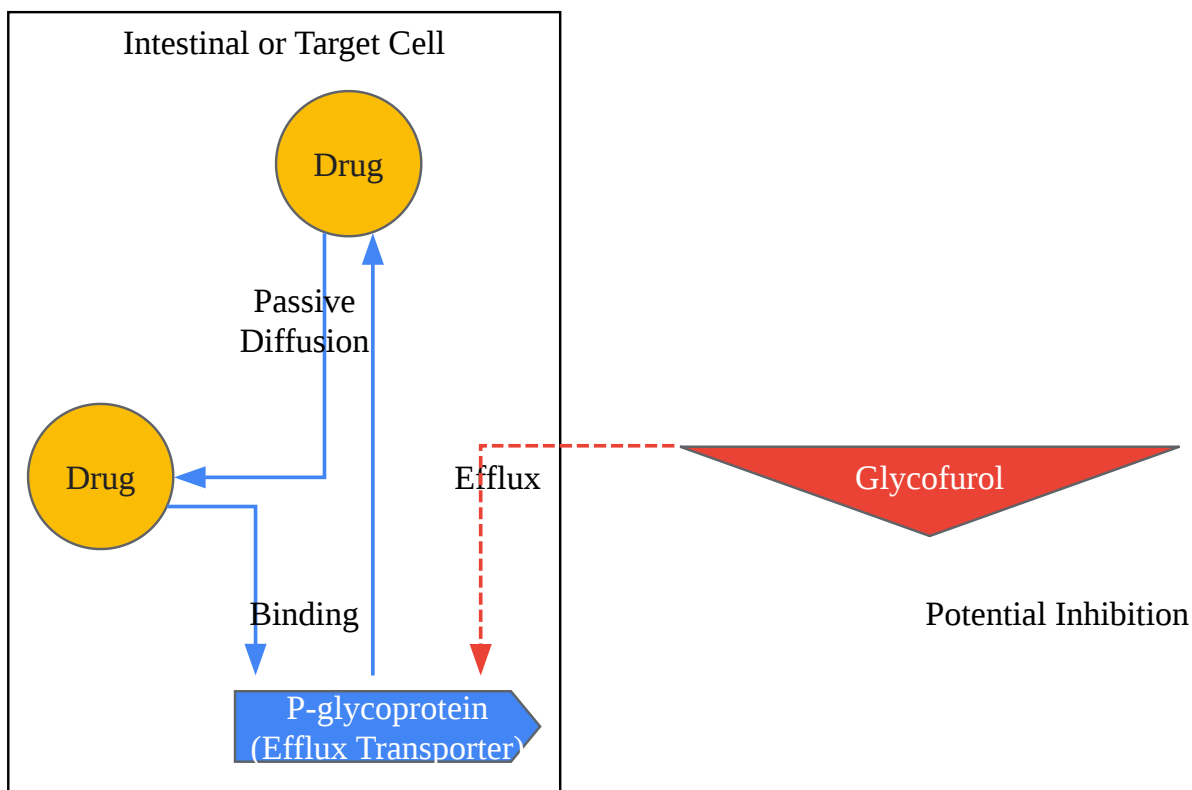 Intestinal or Target Cell
Drug
Passive
Diffusion
Drug
Efflux
Glycofurol
Binding
Potential Inhibition
P-glycoprotein
(Efflux Transporter)